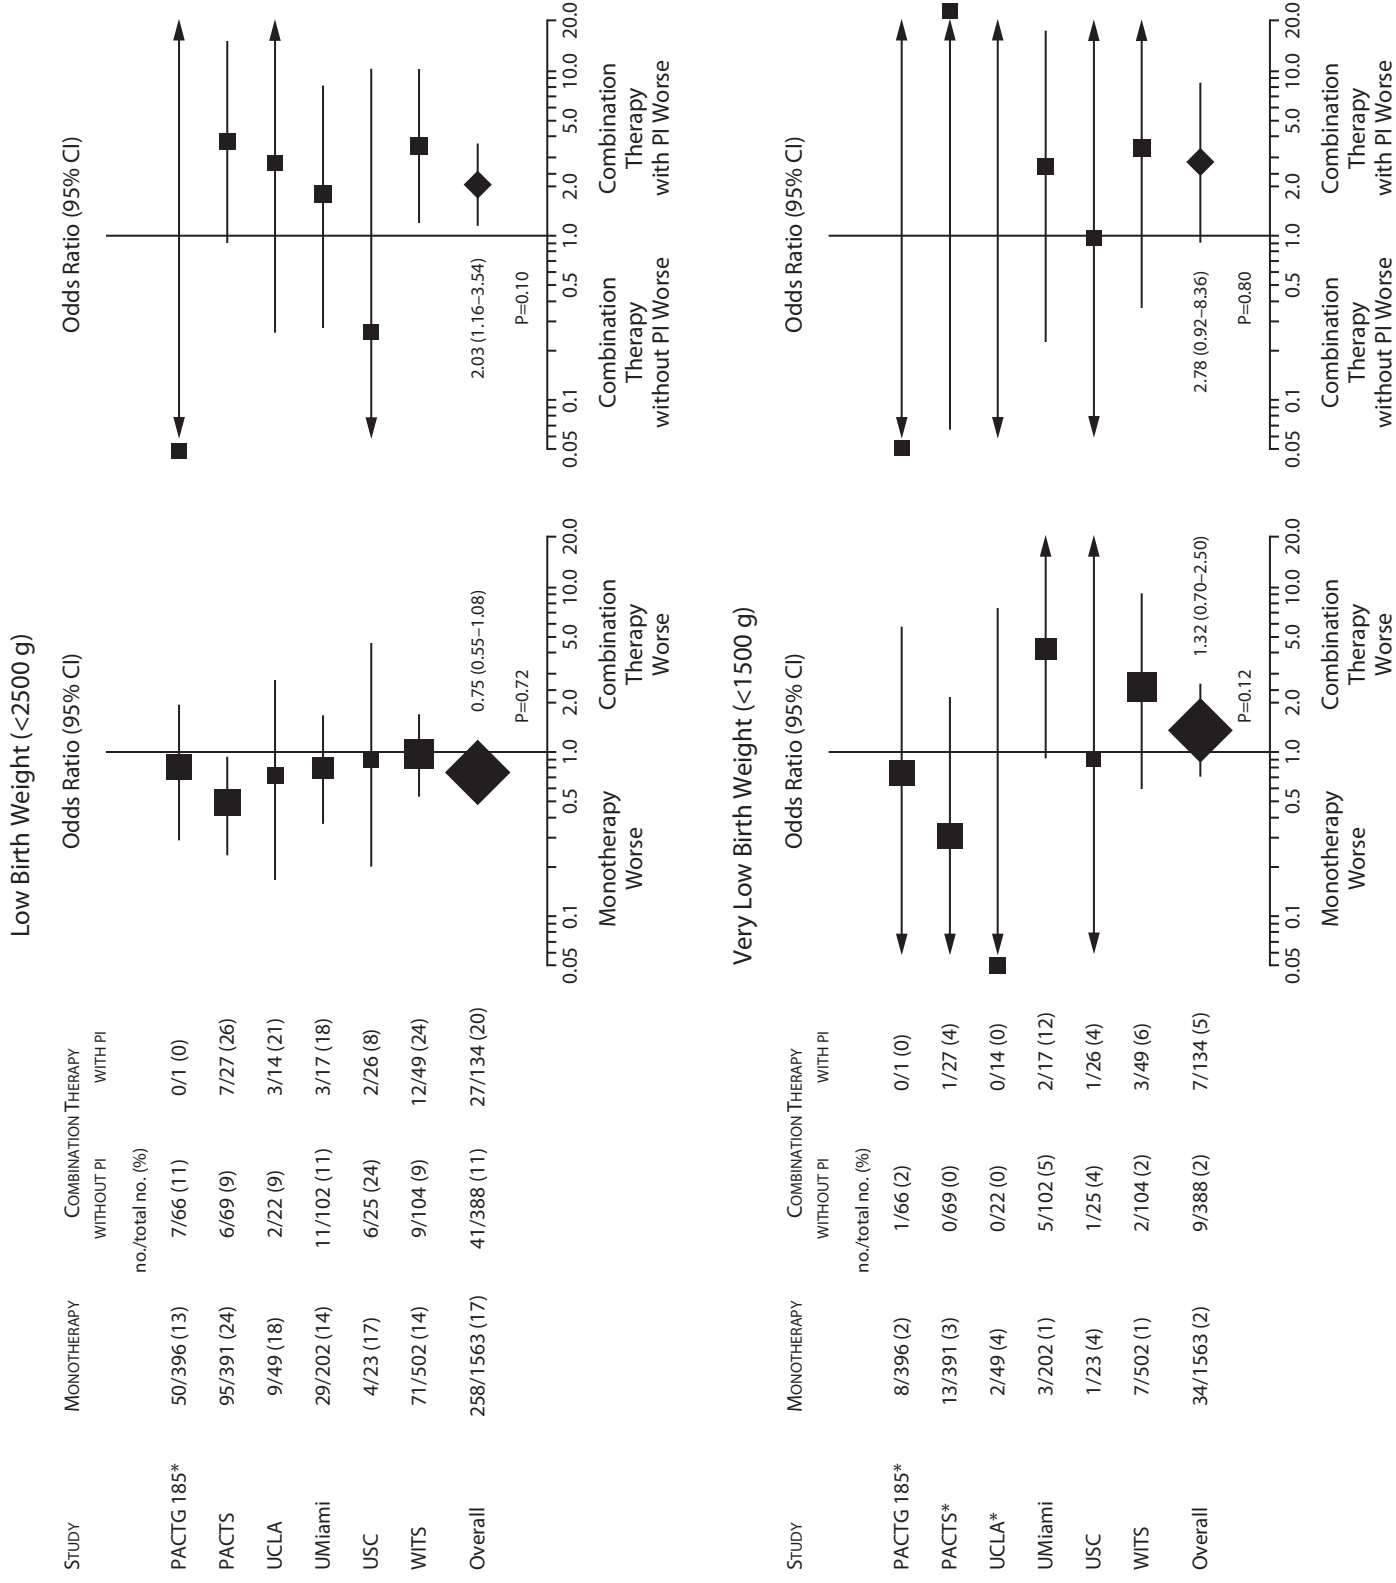 Low Birth Weight (<2500 g)
STUDY MONOTHERAPY COMBINATION THERAPY Odds Ratio (95% CI) Odds Ratio (95% CI)
WITHOUT PI WITH PI
no./total no. (%)
PACTG 185* 50/396 (13) 7/66 (11) 0/1 (0)
PACTS 95/391 (24) 6/69 (9) 7/27 (26)
UCLA 9/49 (18) 2/22 (9) 3/14 (21)
UMiami 29/202 (14) 11/102 (11) 3/17 (18)
USC 4/23 (17) 6/25 (24) 2/26 (8)
WITS 71/502 (14) 9/104 (9) 12/49 (24)
Overall 258/1563 (17) 41/388 (11) 27/134 (20) 0.75 (0.55–1.08) 2.03 (1.16–3.54)
P=0.72 P=0.10
0.05 0.1 0.5 1.0 2.0 5.0 10.0 20.0 0.05 0.1 0.5 1.0 2.0 5.0 10.0 20.0
Monotherapy Combination Combination Combination
Worse Therapy Therapy Therapy
Worse without PI Worse with PI Worse
Very Low Birth Weight (<1500 g)
STUDY MONOTHERAPY COMBINATION THERAPY Odds Ratio (95% CI) Odds Ratio (95% CI)
WITHOUT PI WITH PI
no./total no. (%)
PACTG 185* 8/396 (2) 1/66 (2) 0/1 (0)
PACTS* 13/391 (3) 0/69 (0) 1/27 (4)
UCLA* 2/49 (4) 0/22 (0) 0/14 (0)
UMiami 3/202 (1) 5/102 (5) 2/17 (12)
USC 1/23 (4) 1/25 (4) 1/26 (4)
WITS 7/502 (1) 2/104 (2) 3/49 (6)
Overall 34/1563 (2) 9/388 (2) 7/134 (5) 1.32 (0.70–2.50) 2.78 (0.92–8.36)
P=0.12 P=0.80
0.05 0.1 0.5 1.0 2.0 5.0 10.0 20.0 0.05 0.1 0.5 1.0 2.0 5.0 10.0 20.0
Monotherapy Combination Combination Combination
Worse Therapy Therapy Therapy
Worse without PI Worse with PI Worse